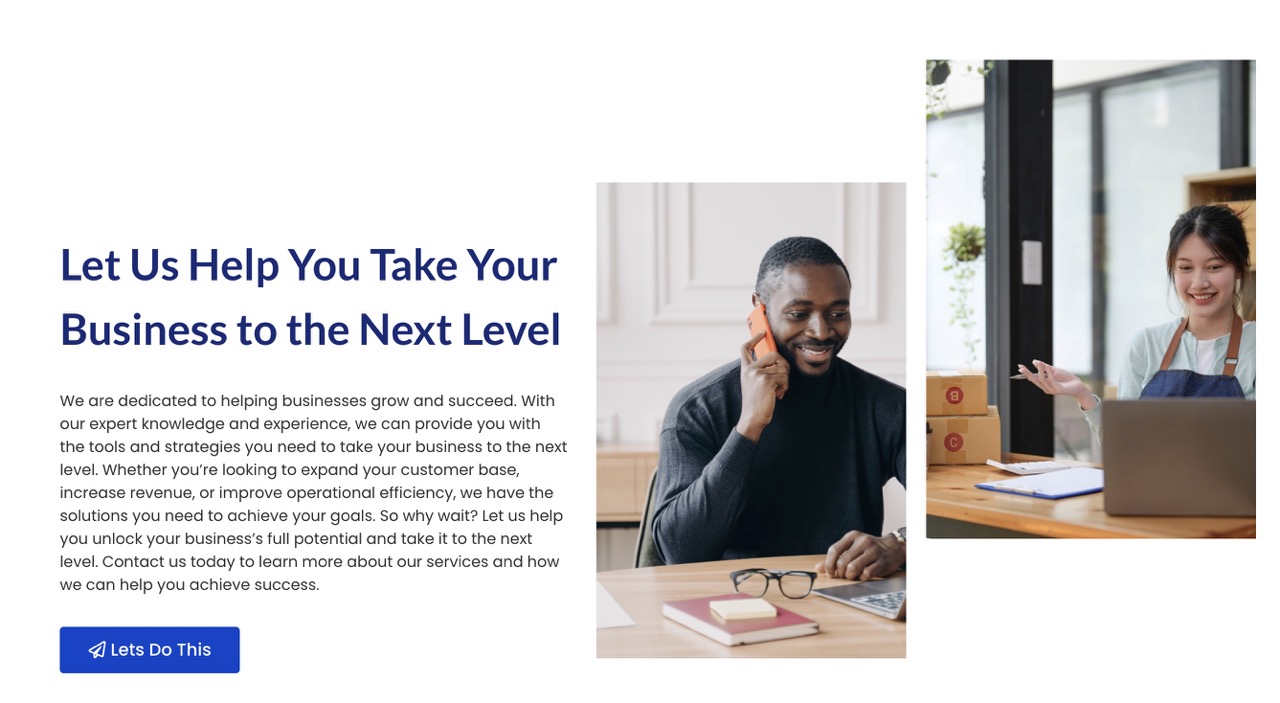 Let Us Help You Take Your
Business to the Next Level
We are dedicated to helping businesses grow and succeed. With
our expert knowledge and experience, we can provide you with
the tools and strategies you need to take your business to the next
level. Whether you’re looking to expand your customer base,
increase revenue, or improve operational efficiency, we have the
solutions you need to achieve your goals. So why wait? Let us help
you unlock your business’s full potential and take it to the next
level. Contact us today to learn more about our services and how
we can help you achieve success.
Lets Do This
B
C